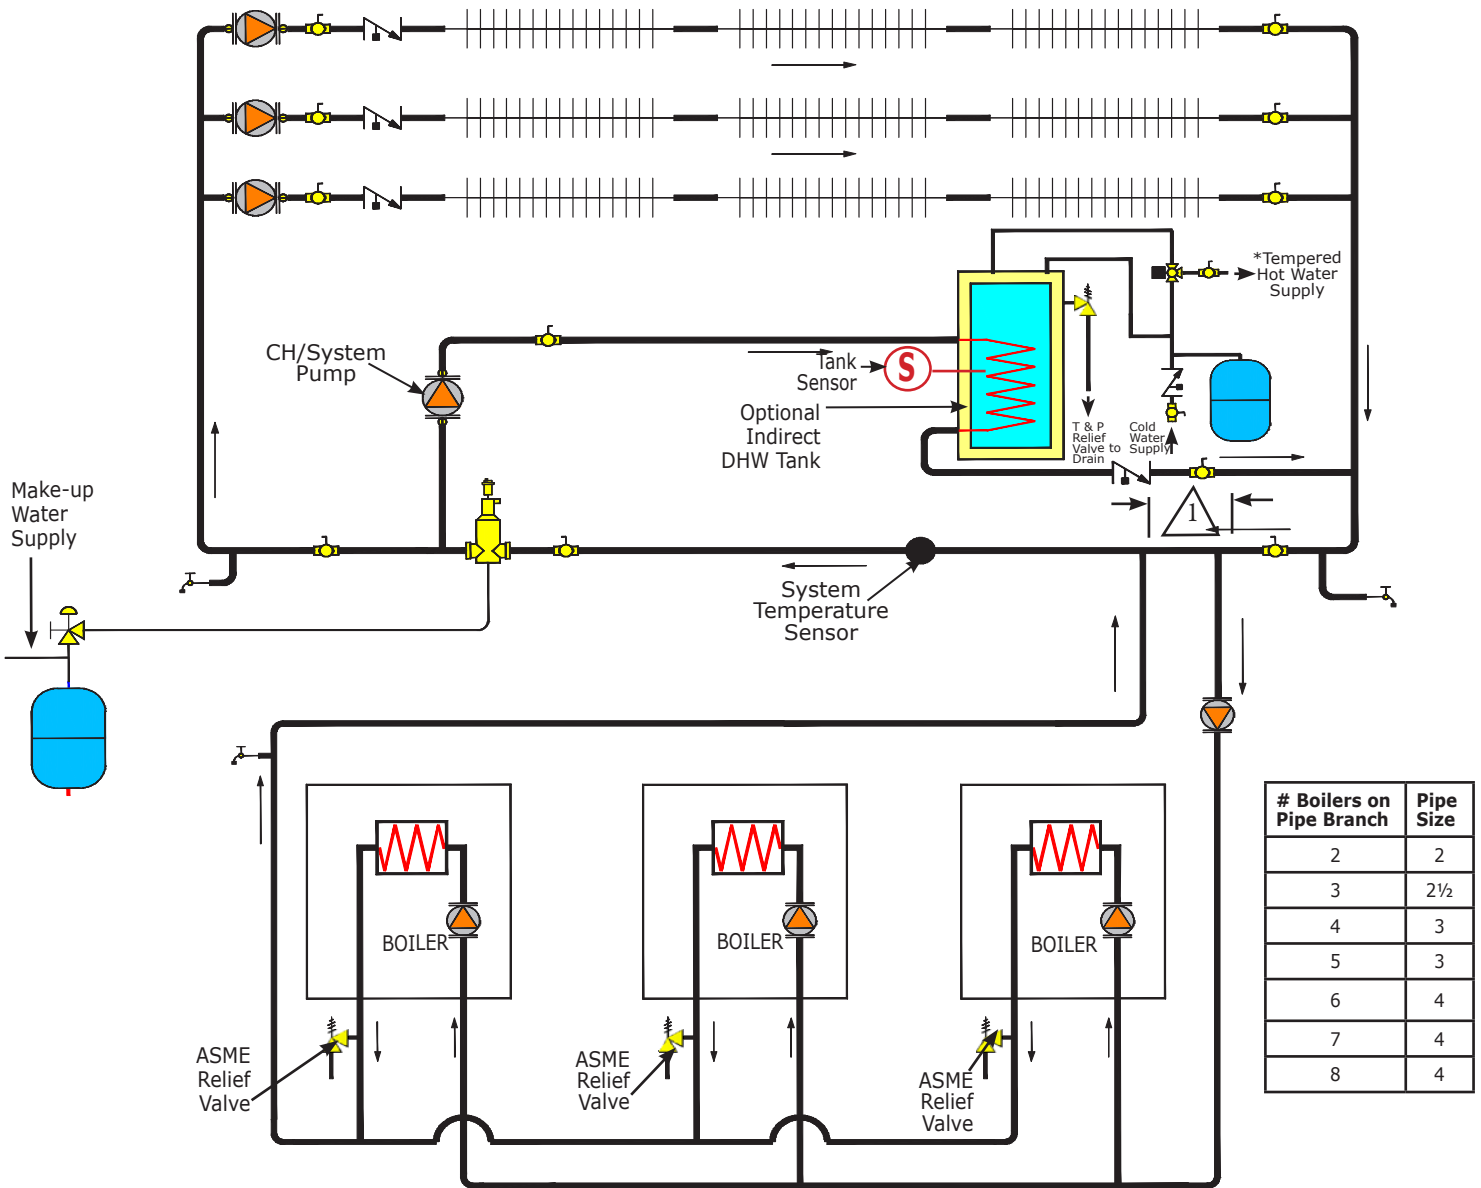 *Tempered
Hot Water
Supply
CH/System
Pump
Tank
Sensor
S
Optional
Indirect
DHW Tank
T & P
Relief
Valve to
Drain
Cold
Water
Supply
1
Make-up
Water
Supply
System
Temperature
Sensor
BOILER
BOILER
BOILER
ASME
Relief
Valve
ASME
Relief
Valve
ASME
Relief
Valve
# Boilers on Pipe
Pipe Branch Size
2 2
3 2½
4 3
5 3
6 4
7 4
8 4